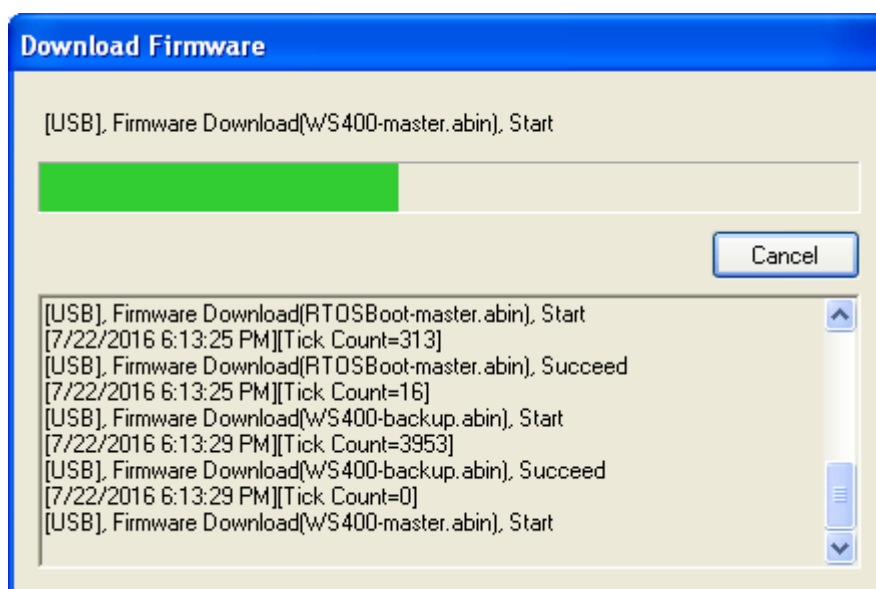 Download Firmware
[USB], Firmware Download(WS400-master.abin), Start
Cancel
[USB], Firmware Download(RTOSBoot-master.abin), Start
[7/22/2016 6:13:25 PM][Tick Count=313]
[USB], Firmware Download(RTOSBoot-master.abin), Succeed
[7/22/2016 6:13:25 PM][Tick Count=16]
[USB], Firmware Download(WS400-backup.abin), Start
[7/22/2016 6:13:29 PM][Tick Count=3953]
[USB], Firmware Download(WS400-backup.abin), Succeed
[7/22/2016 6:13:29 PM][Tick Count=0]
[USB], Firmware Download(WS400-master.abin), Start